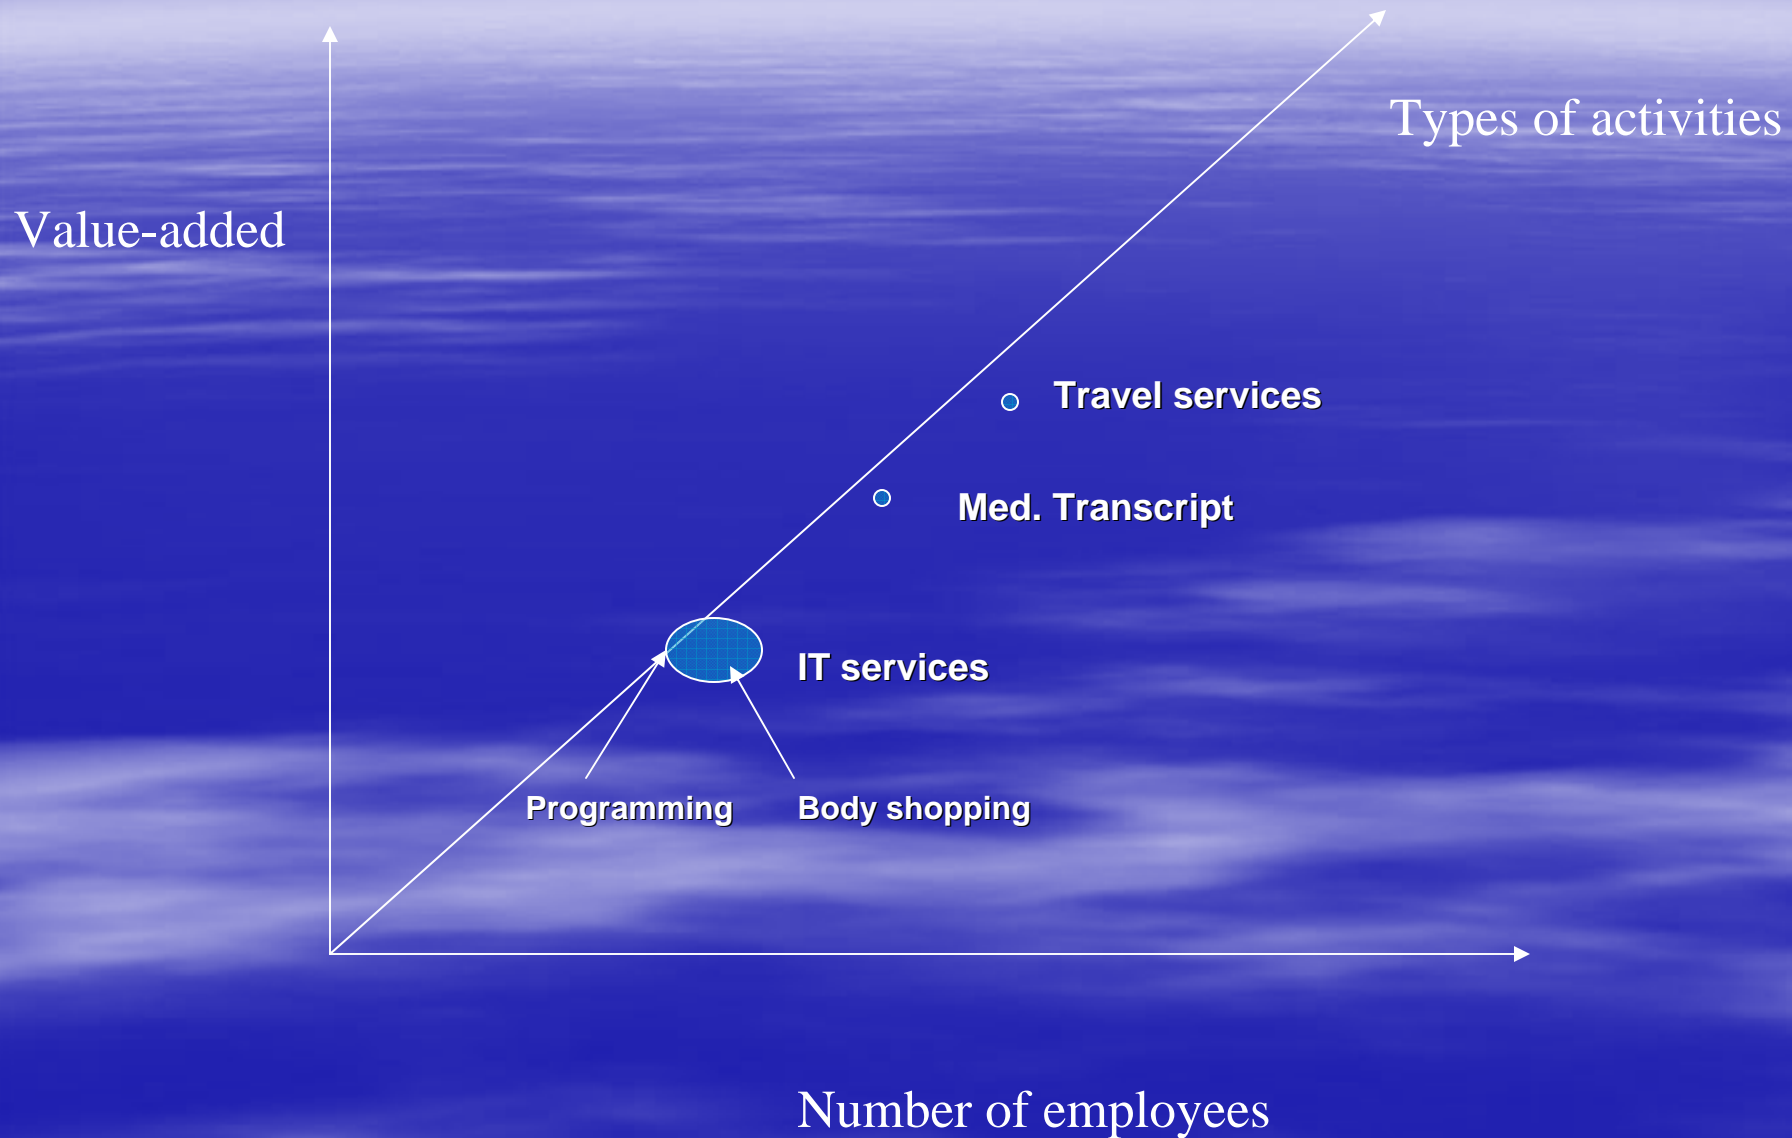 Types of activities
Value-added
Travel services
Med. Transcript
IT services
Programming
Body shopping
Number of employees